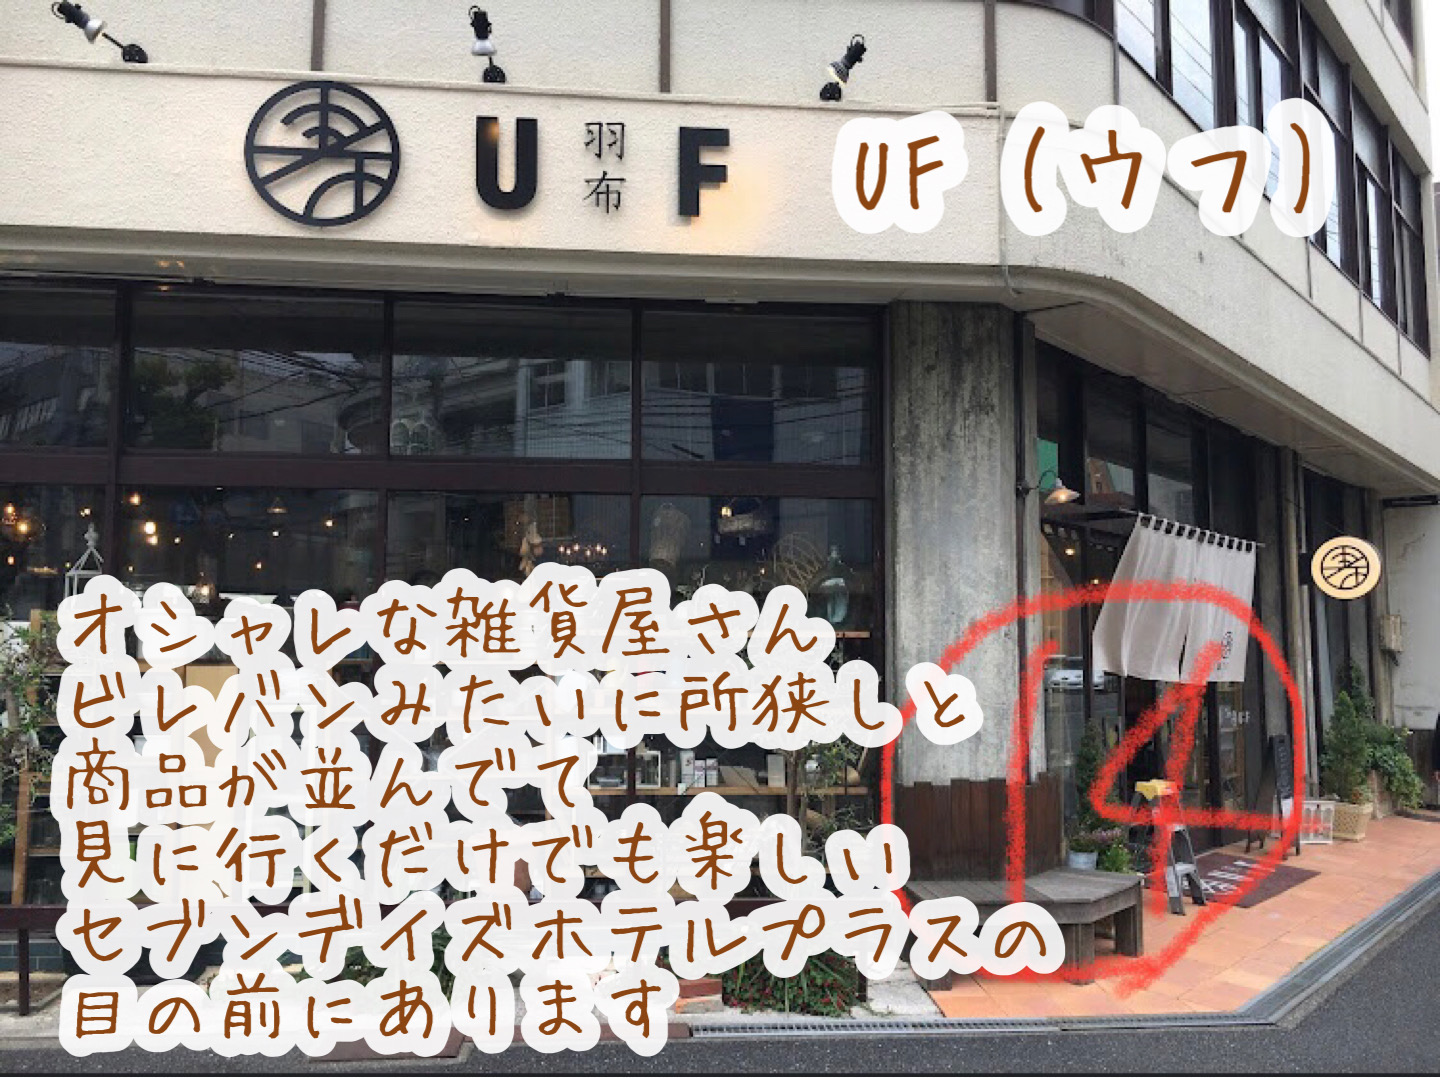 U 羽布 F
UF（ウフ）
オシャレな雑貨屋さん
ビレバンみたいに所狭しと
商品が並んでて
見に行くだけでも楽しい
セブンデイズホテルプラスの
目の前にあります
14